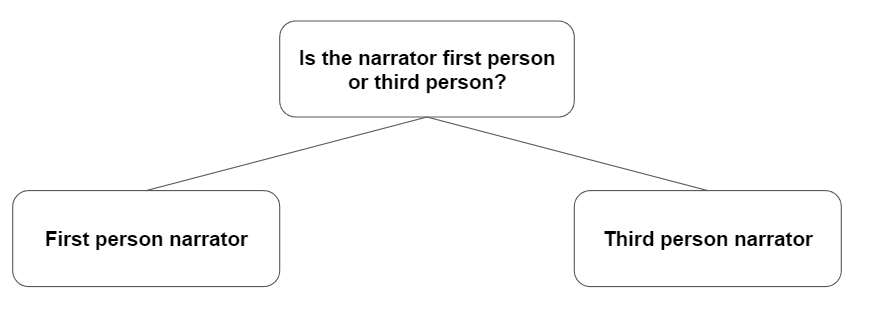 Is the narrator first person
or third person?
First person narrator
Third person narrator